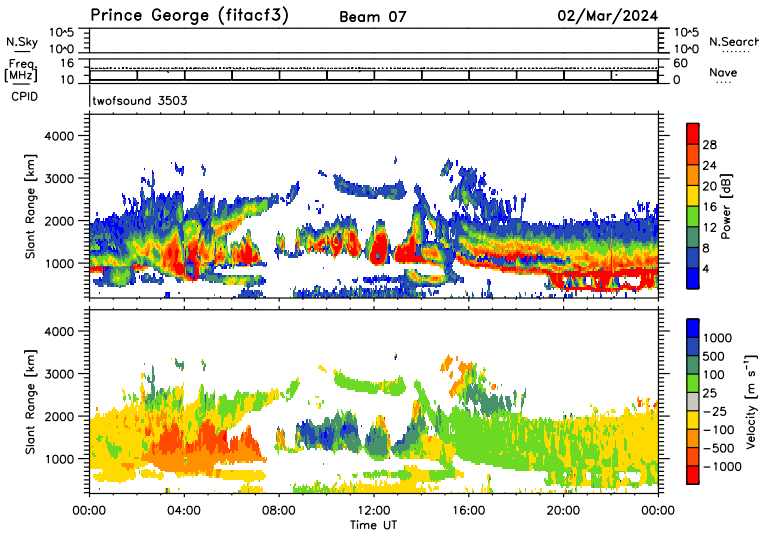 Prince George (fitacf3) Beam 07 02/Mar/2024
10^5 10^5
N.Sky N.Search
10^0 10^0
Freq. 16 60
[MHz] Nave
10 0
CPID
twofsound 3503
4000
3000
2000
1000
Slant Range [km]
28
24
20
16
12
8
4
Power [dB]
4000
3000
2000
1000
Slant Range [km]
1000
500
100
25
−25
−100
−500
−1000
Velocity [m s⁻¹]
00:00 04:00 08:00 12:00 16:00 20:00 00:00
Time UT